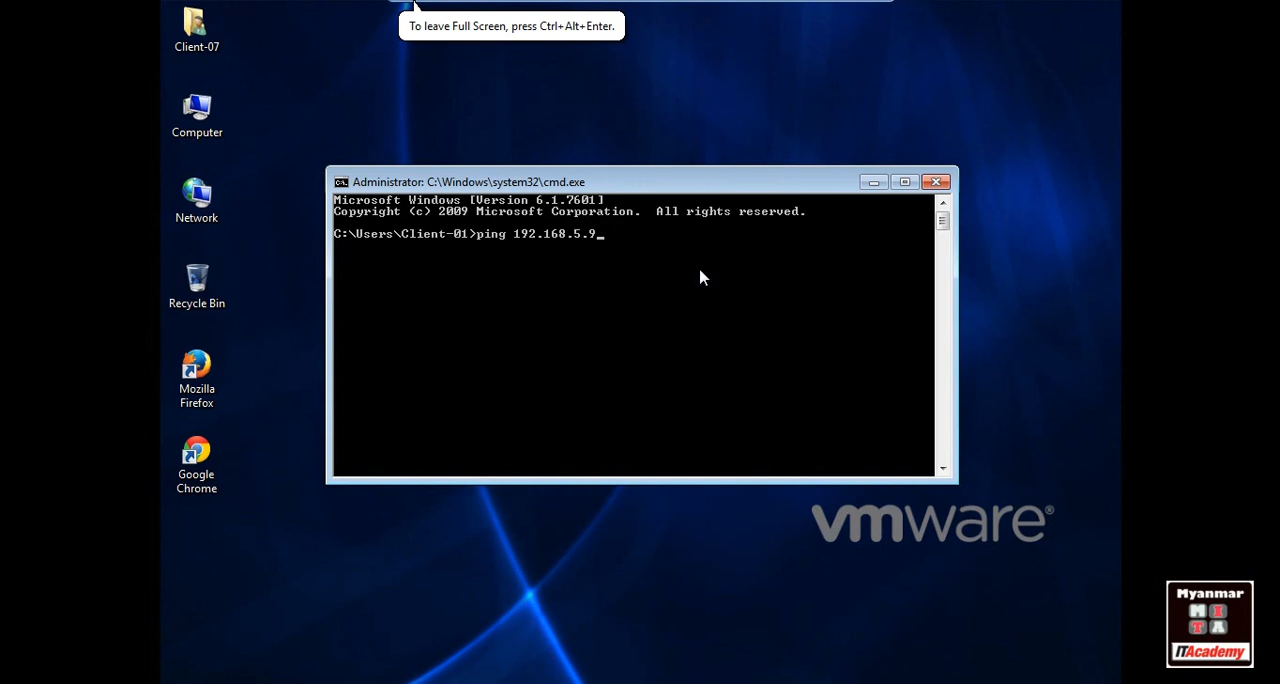 To leave Full Screen, press Ctrl+Alt+Enter.
Client-07
Computer
Network
Recycle Bin
Mozilla
Firefox
Google
Chrome
Administrator: C:\Windows\system32\cmd.exe
Microsoft Windows [Version 6.1.7601]
Copyright (c) 2009 Microsoft Corporation.  All rights reserved.
C:\Users\Client-01>ping 192.168.5.9_
vmware®
Myanmar
M I
T A
ITAcademy